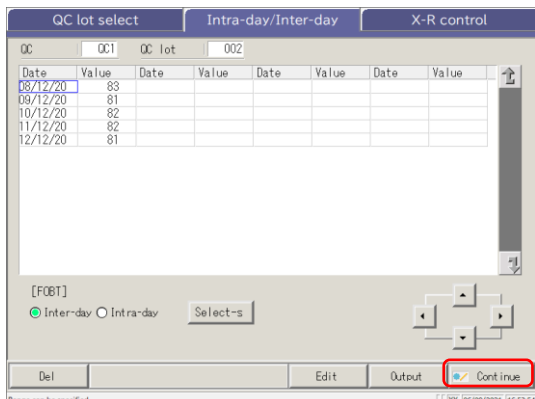 QC lot select Intra-day/Inter-day X-R control
QC QC1 QC lot 002
Date Value Date Value Date Value Date Value
08/12/20 83
09/12/20 81
10/12/20 82
11/12/20 82
12/12/20 81
[FOBT]
Inter-day Intra-day Select-s
Del Edit Output Continue